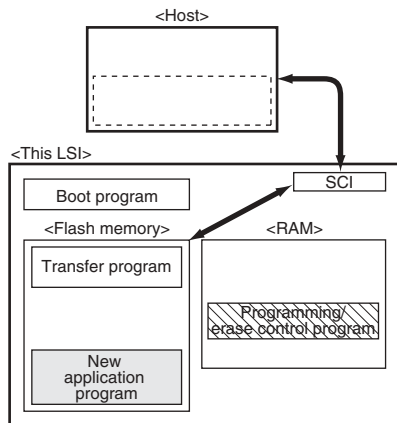 <Host>
<This LSI>
SCI
Boot program
<Flash memory>
<RAM>
Transfer program
Programming/
erase control program
New
application
program